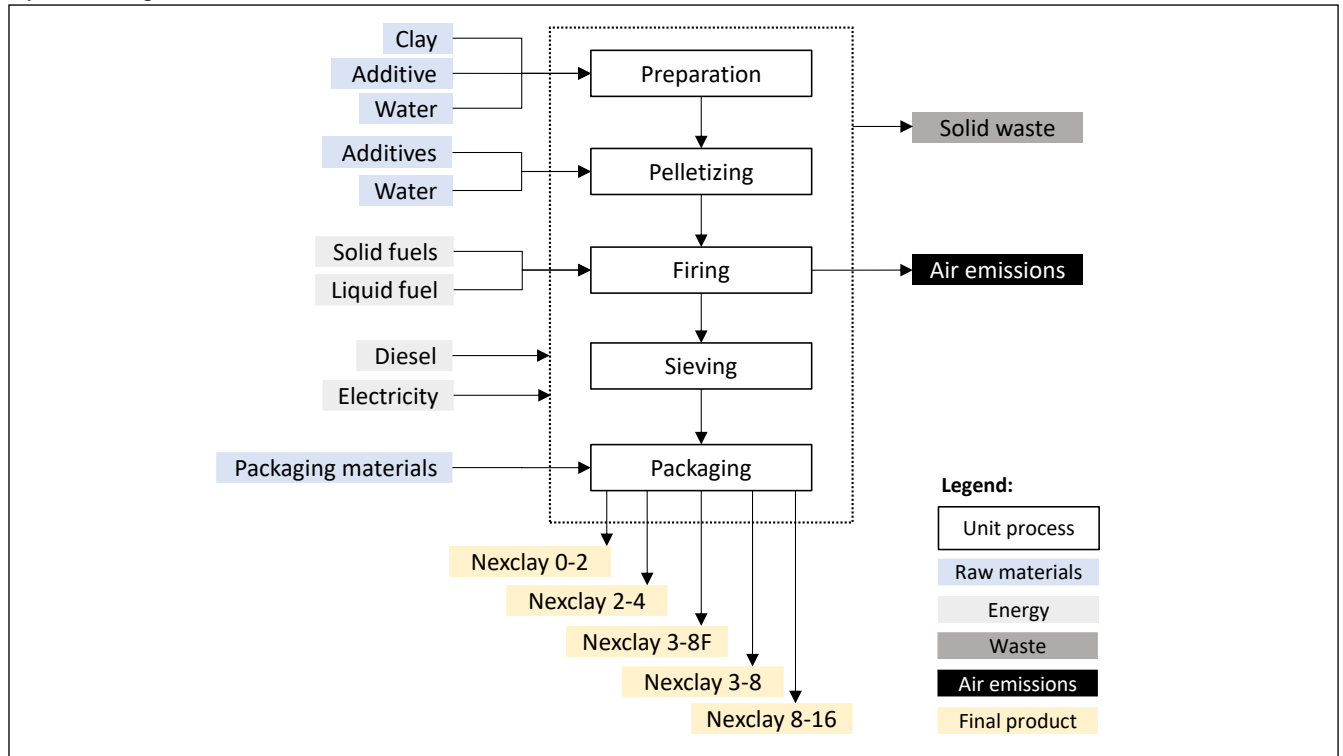 Clay
Additive
Water
Preparation
Solid waste
Additives
Water
Pelletizing
Solid fuels
Liquid fuel
Firing
Air emissions
Diesel
Electricity
Sieving
Packaging materials
Packaging
Nexclay 0-2
Nexclay 2-4
Nexclay 3-8F
Nexclay 3-8
Nexclay 8-16
Legend:
Unit process
Raw materials
Energy
Waste
Air emissions
Final product